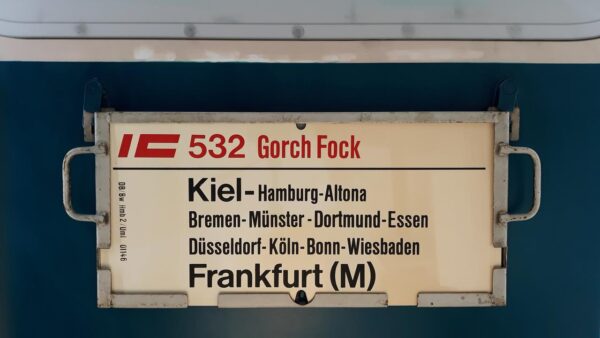 IC 532 Gorch Fock
Kiel-Hamburg-Altona
Bremen-Münster-Dortmund-Essen
Düsseldorf-Köln-Bonn-Wiesbaden
Frankfurt (M)